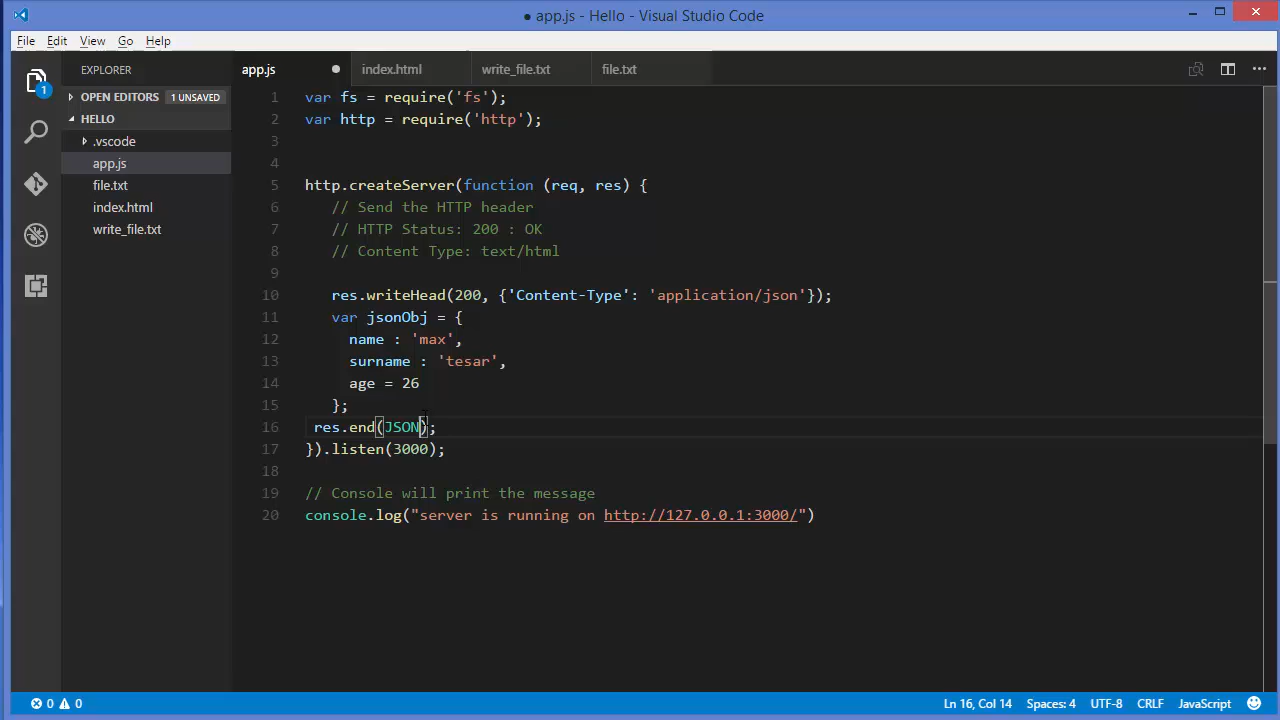 ● app.js - Hello - Visual Studio Code
File Edit View Go Help
EXPLORER
OPEN EDITORS 1 UNSAVED
HELLO
.vscode
app.js
file.txt
index.html
write_file.txt
1
app.js ● index.html write_file.txt file.txt
1 var fs = require('fs');
2 var http = require('http');
3
4
5 http.createServer(function (req, res) {
6 // Send the HTTP header
7 // HTTP Status: 200 : OK
8 // Content Type: text/html
9
10 res.writeHead(200, {'Content-Type': 'application/json'});
11 var jsonObj = {
12 name : 'max',
13 surname : 'tesar',
14 age = 26
15 };
16 res.end(JSON);
17 }).listen(3000);
18
19 // Console will print the message
20 console.log("server is running on http://127.0.0.1:3000/")
0 0 Ln 16, Col 14 Spaces: 4 UTF-8 CRLF JavaScript